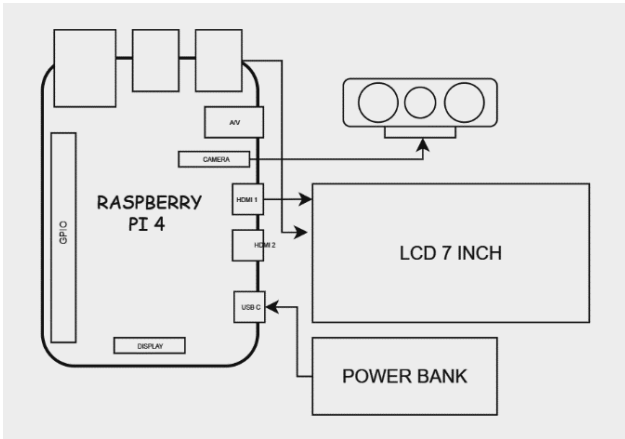 A/V
CAMERA
RASPBERRY
PI 4
GPIO
HDMI 1
HDMI 2
LCD 7 INCH
USB C
DISPLAY
POWER BANK